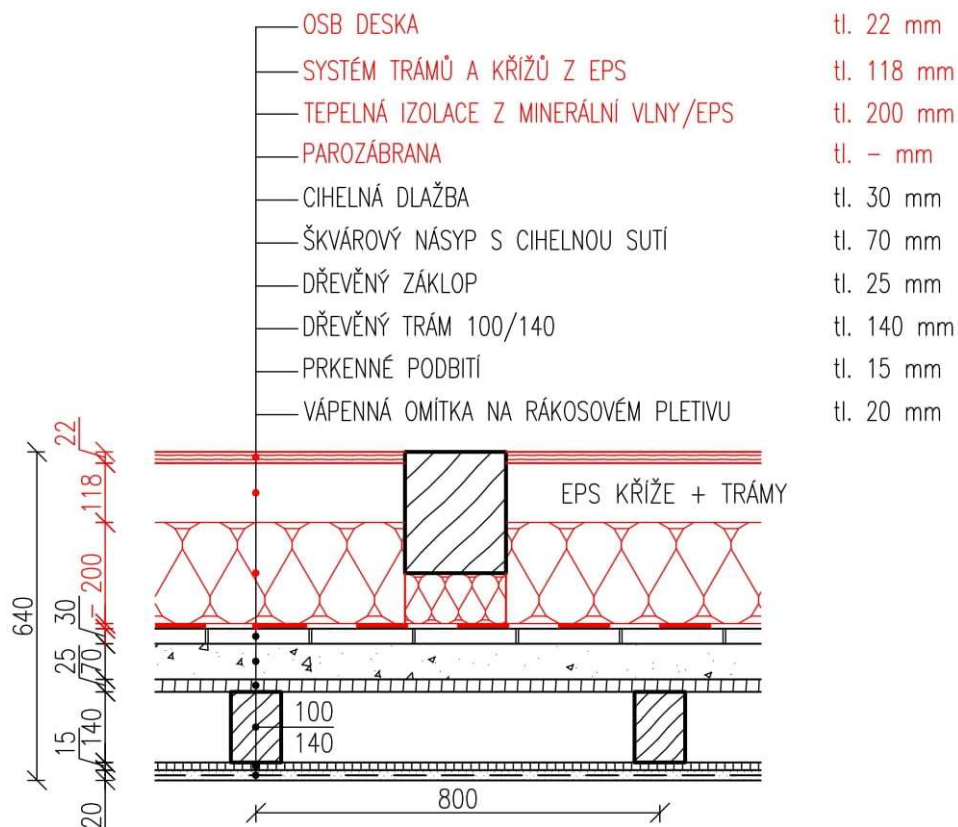 OSB DESKA tl. 22 mm
SYSTÉM TRÁMŮ A KŘÍŽŮ Z EPS tl. 118 mm
TEPELNÁ IZOLACE Z MINERÁLNÍ VLNY/EPS tl. 200 mm
PAROZÁBRANA tl. – mm
CIHELNÁ DLAŽBA tl. 30 mm
ŠKVÁROVÝ NÁSYP S CIHELNOU SUTÍ tl. 70 mm
DŘEVĚNÝ ZÁKLOP tl. 25 mm
DŘEVĚNÝ TRÁM 100/140 tl. 140 mm
PRKENNÉ PODBITÍ tl. 15 mm
VÁPENNÁ OMÍTKA NA RÁKOSOVÉM PLETIVU tl. 20 mm
22
118
EPS KŘÍŽE + TRÁMY
200
–
640
30
70
25
140
15
20
100
140
800